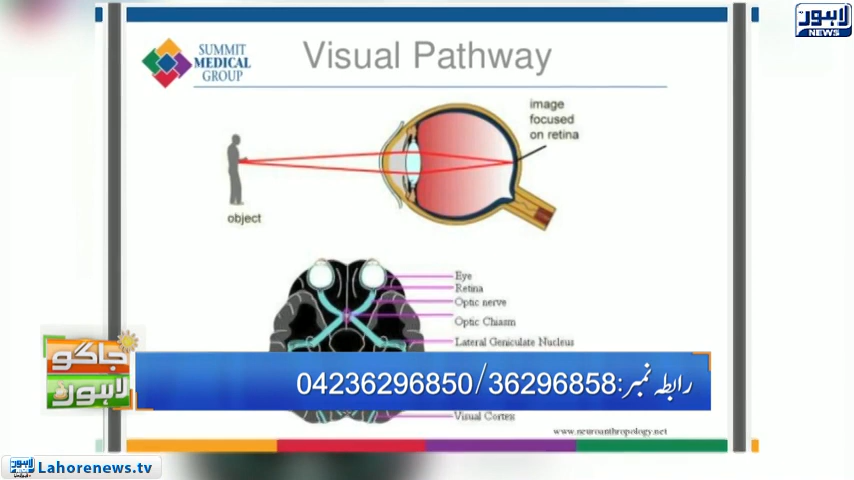 لاہور
NEWS
SUMMIT
MEDICAL
GROUP
Visual Pathway
image
focused
on retina
object
Eye
Retina
Optic nerve
Optic Chiasm
Lateral Geniculate Nucleus
جاگو
لاہور
رابطہ نمبر:04236296850/36296858
Visual Cortex
www.neuroanthropology.net
Lahorenews.tv